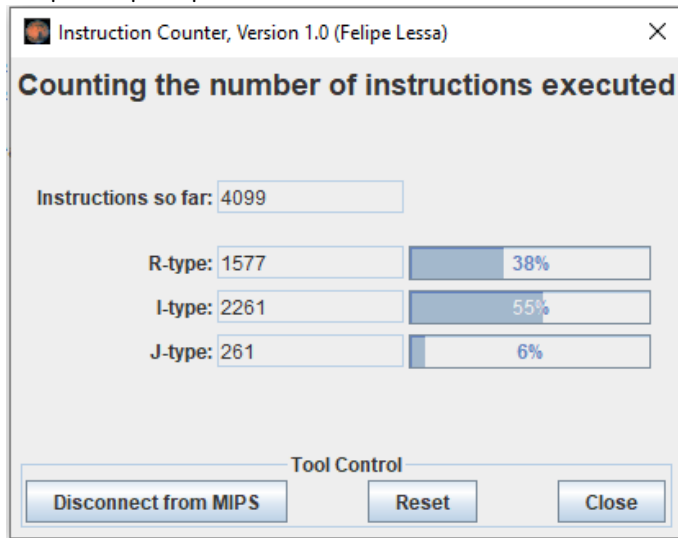 Instruction Counter, Version 1.0 (Felipe Lessa)
Counting the number of instructions executed
Instructions so far: 4099
R-type: 1577 38%
I-type: 2261 55%
J-type: 261 6%
Tool Control
Disconnect from MIPS Reset Close